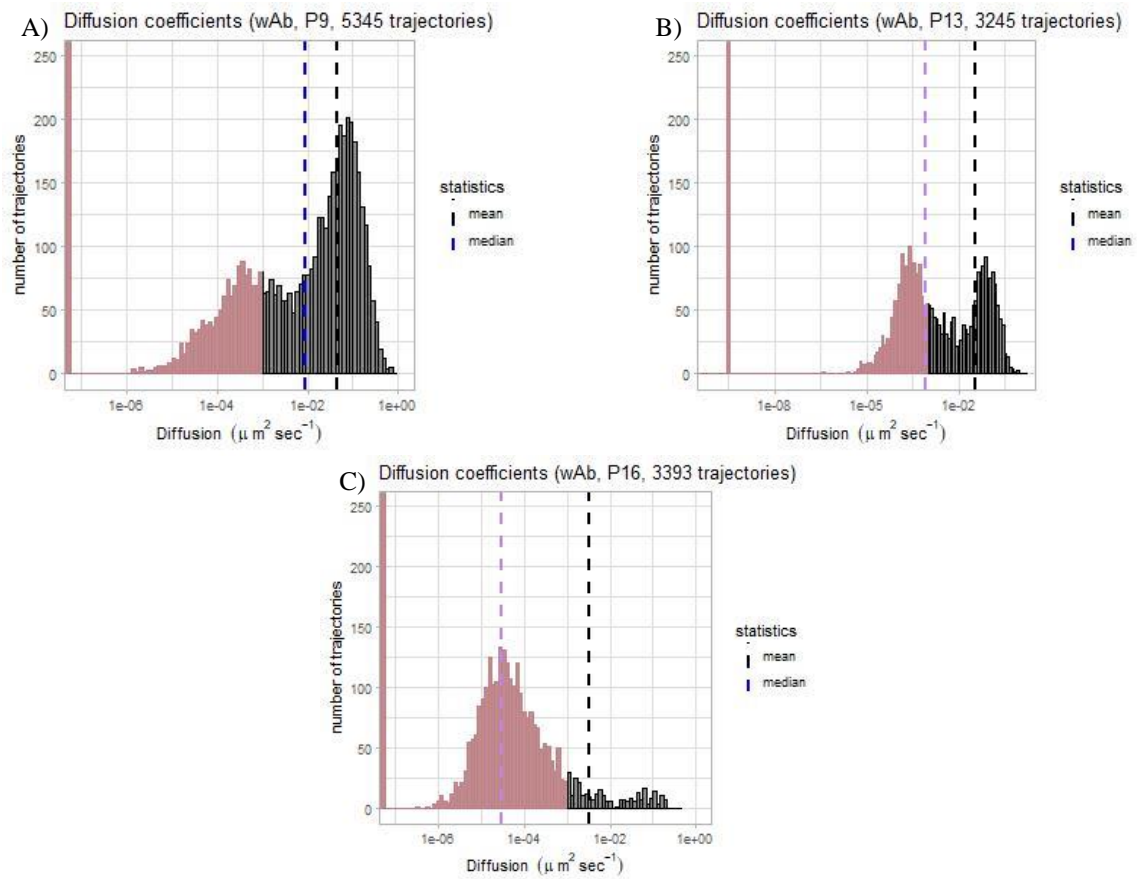 A) Diffusion coefficients (wAb, P9, 5345 trajectories)
250
200
150
100
50
0
number of trajectories
1e-06
1e-04
1e-02
1e+00
Diffusion (μ m² sec⁻¹)
statistics
mean
median
B) Diffusion coefficients (wAb, P13, 3245 trajectories)
250
200
150
100
50
0
number of trajectories
1e-08
1e-05
1e-02
Diffusion (μ m² sec⁻¹)
statistics
mean
median
C) Diffusion coefficients (wAb, P16, 3393 trajectories)
250
200
150
100
50
0
number of trajectories
1e-06
1e-04
1e-02
1e+00
Diffusion (μ m² sec⁻¹)
statistics
mean
median